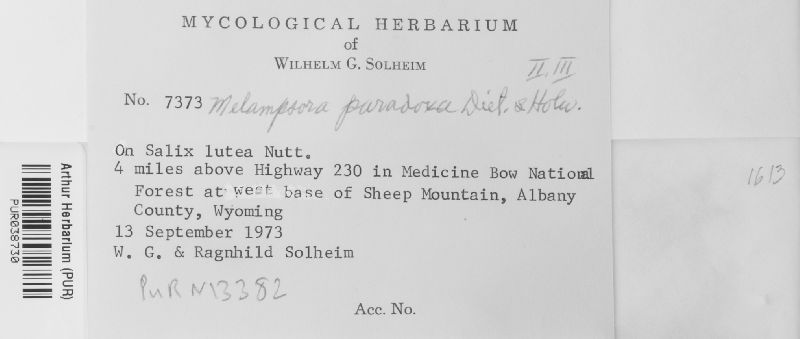 MYCOLOGICAL HERBARIUM
of
WILHELM G. SOLHEIM
II, III
No. 7373 Melampsora paradoxa Diet. & Holw.
On Salix lutea Nutt.
4 miles above Highway 230 in Medicine Bow National
Forest at west base of Sheep Mountain, Albany
County, Wyoming
13 September 1973
W. G. & Ragnhild Solheim
PUR N13382
Acc. No.
Arthur Herbarium (PUR)
PUR038730
1613